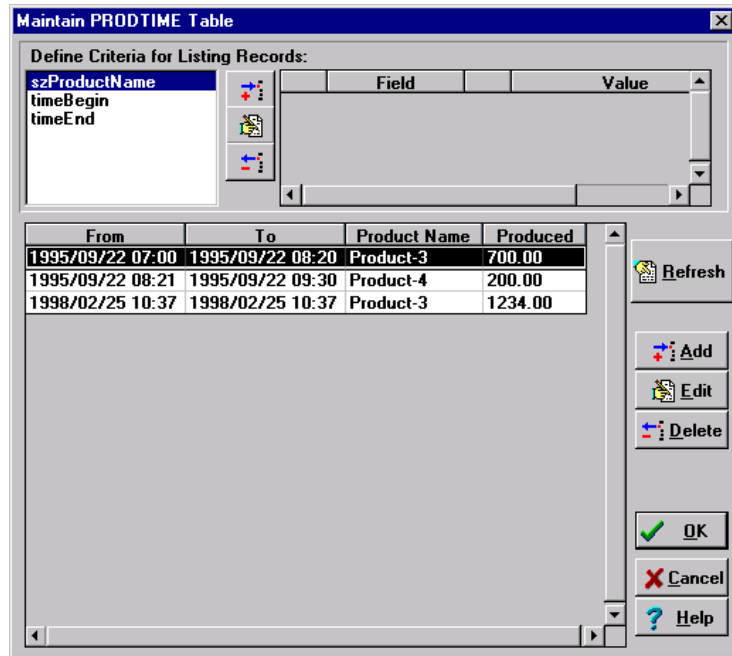 Maintain PRODTIME Table
Define Criteria for Listing Records:
szProductName
timeBegin
timeEnd
Field Value
From To Product Name Produced
1995/09/22 07:00 1995/09/22 08:20 Product-3 700.00
1995/09/22 08:21 1995/09/22 09:30 Product-4 200.00
1998/02/25 10:37 1998/02/25 10:37 Product-3 1234.00
Refresh
Add
Edit
Delete
OK
Cancel
Help